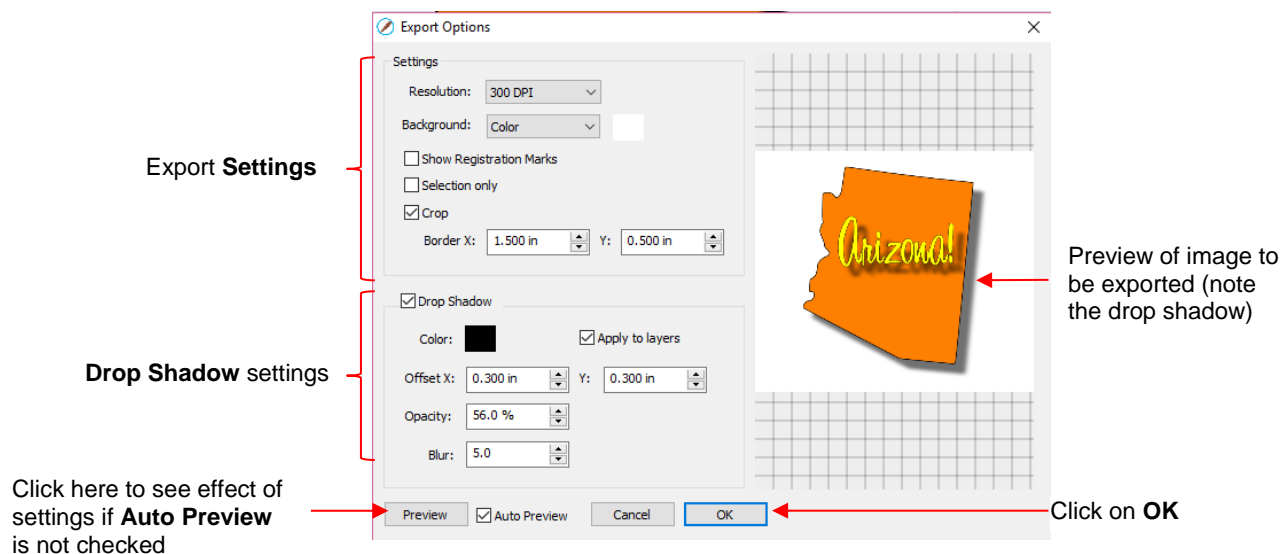 Export Options
Settings
Resolution: 300 DPI
Background: Color
Show Registration Marks
Selection only
Crop
Border X: 1.500 in Y: 0.500 in
Drop Shadow
Color: Apply to layers
Offset X: 0.300 in Y: 0.300 in
Opacity: 56.0 %
Blur: 5.0
Preview Auto Preview Cancel OK
Arizona!
Export Settings
Drop Shadow settings
Click here to see effect of
settings if Auto Preview
is not checked
Preview of image to
be exported (note
the drop shadow)
Click on OK